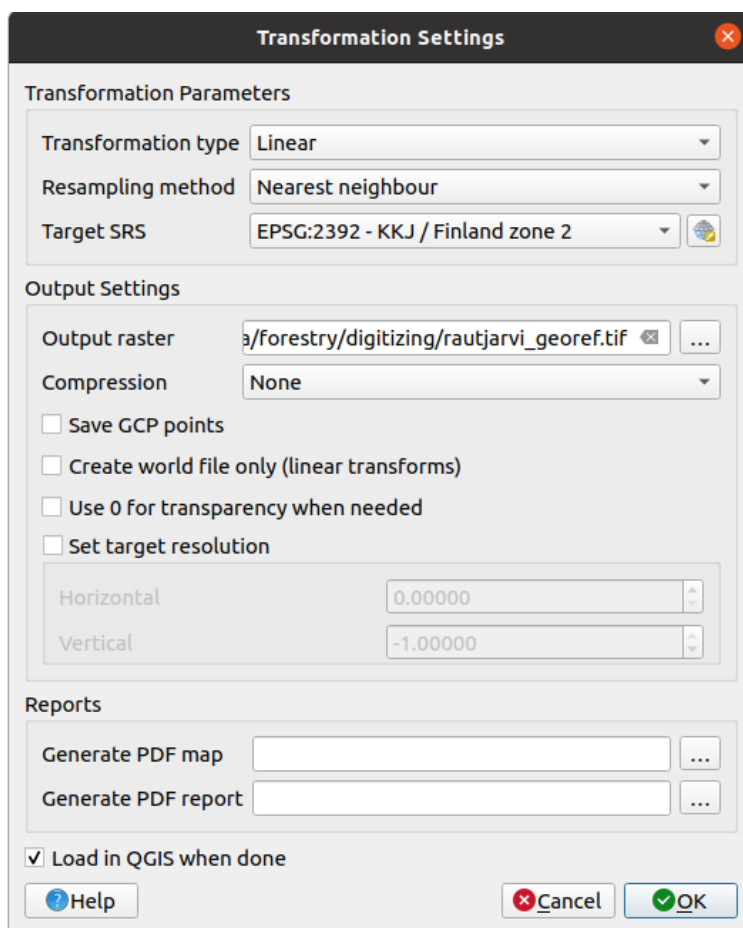 Transformation Settings
Transformation Parameters
Transformation type Linear
Resampling method Nearest neighbour
Target SRS EPSG:2392 - KKJ / Finland zone 2
Output Settings
Output raster a/forestry/digitizing/rautjarvi_georef.tif ...
Compression None
Save GCP points
Create world file only (linear transforms)
Use 0 for transparency when needed
Set target resolution
Horizontal 0.00000
Vertical -1.00000
Reports
Generate PDF map ...
Generate PDF report ...
Load in QGIS when done
Help Cancel OK